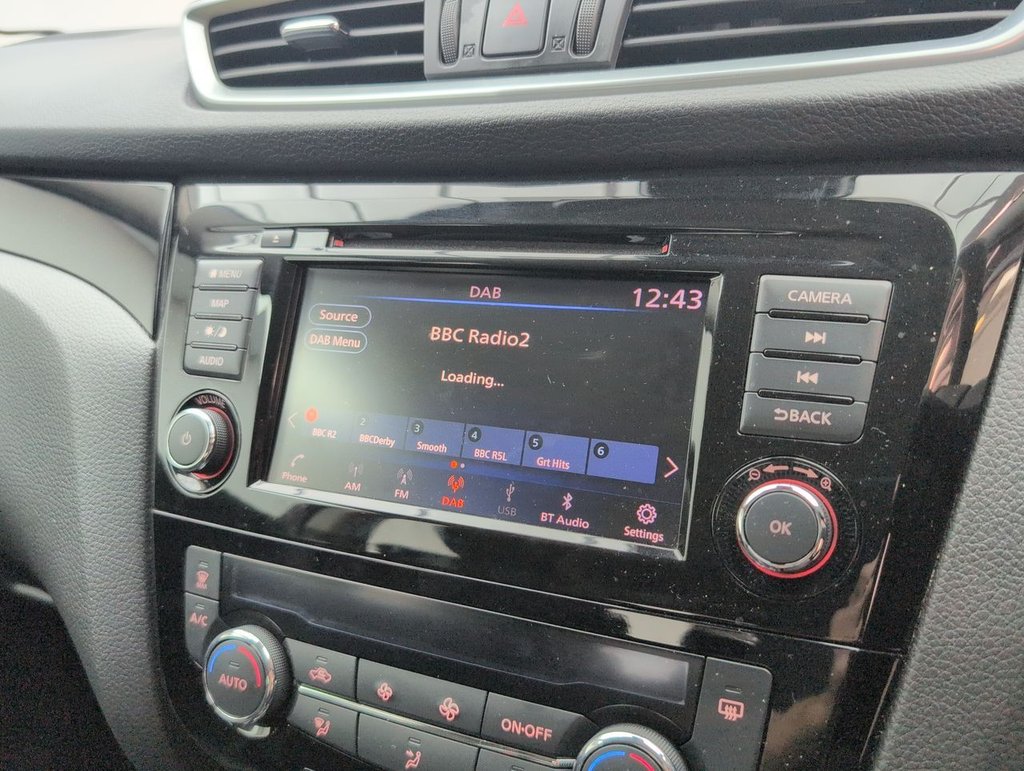 DAB
12:43
Source
BBC Radio2
DAB Menu
Loading...
BBC R2
2
BBCDerby
3
Smooth
4
BBC R5L
5
Grt Hits
6
Phone
AM
FM
DAB
USB
BT Audio
Settings
MENU
MAP
AUDIO
VOLUME
CAMERA
BACK
OK
A/C
AUTO
ON•OFF